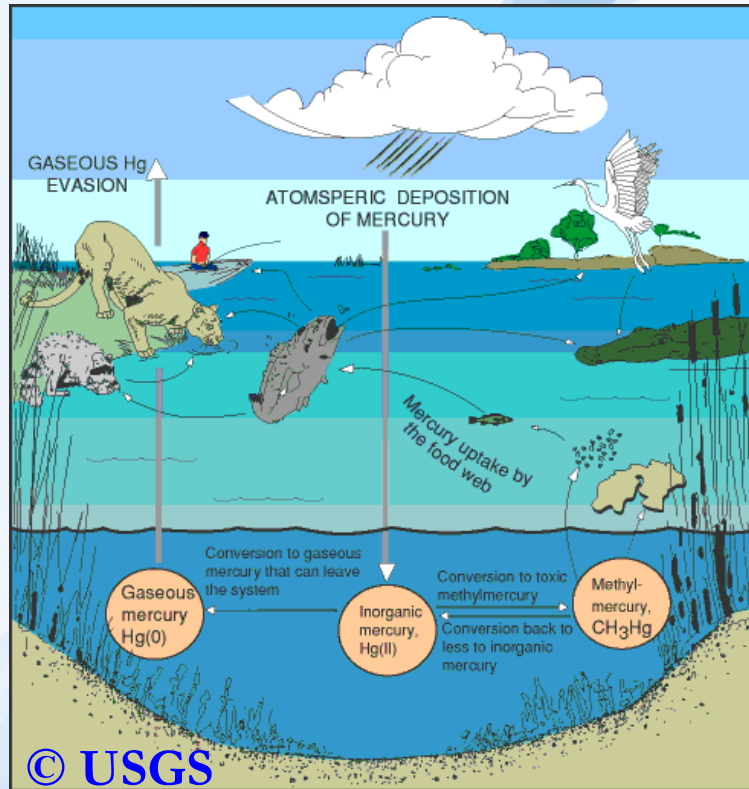 GASEOUS Hg
EVASION
ATOMSPERIC DEPOSITION
OF MERCURY
Mercury uptake by
the food web
Conversion to gaseous
mercury that can leave
the system
Gaseous
mercury
Hg(0)
Inorganic
mercury,
Hg(II)
Conversion to toxic
methylmercury
Conversion back to
less to inorganic
mercury
Methyl-
mercury,
CH3Hg
© USGS